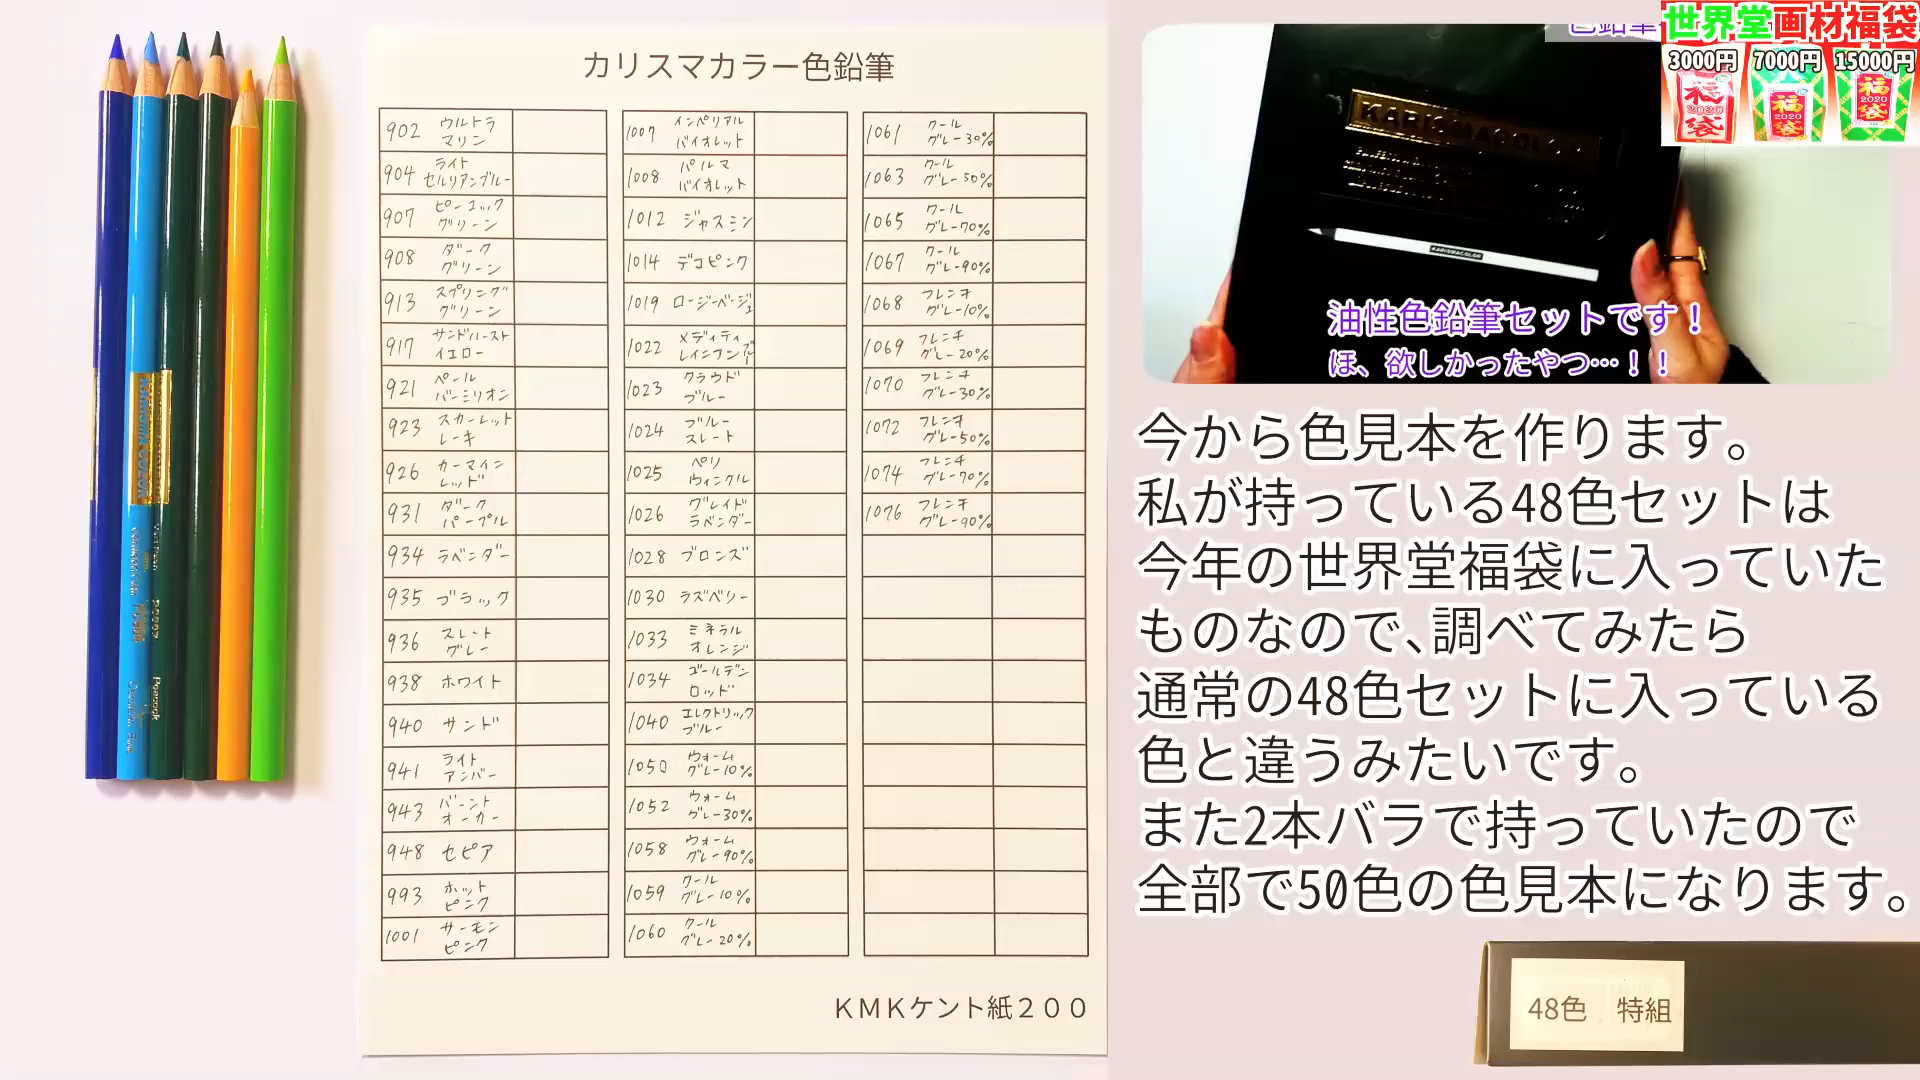 カリスマカラー色鉛筆
902 ウルトラ
マリン
904 ライト
セルリアンブルー
907 ピーコック
グリーン
908 ダーク
グリーン
913 スプリング
グリーン
917 サンドバースト
イエロー
921 ペール
バーミリオン
923 スカーレット
レーキ
926 カーマイン
レッド
931 ダーク
パープル
934 ラベンダー
935 ブラック
936 スレート
グレー
938 ホワイト
940 サンド
941 ライト
アンバー
943 バーント
オーカー
948 セピア
993 ホット
ピンク
1001 サーモン
ピンク
1007 インペリアル
バイオレット
1008 パルマ
バイオレット
1012 ジャスミン
1014 デコピンク
1019 ロージーベージュ
1022 メディティ
レイニアンブルー
1023 クラウド
ブルー
1024 ブルー
スレート
1025 ペリ
ウィンクル
1026 グレイド
ラベンダー
1028 ブロンズ
1030 ラズベリー
1033 ミネラル
オレンジ
1034 ゴールデン
ロッド
1040 エレクトリック
ブルー
1050 ウォーム
グレー10%
1052 ウォーム
グレー30%
1058 ウォーム
グレー90%
1059 クール
グレー10%
1060 クール
グレー20%
1061 クール
グレー30%
1063 クール
グレー50%
1065 クール
グレー70%
1067 クール
グレー90%
1068 フレンチ
グレー10%
1069 フレンチ
グレー20%
1070 フレンチ
グレー30%
1072 フレンチ
グレー50%
1074 フレンチ
グレー70%
1076 フレンチ
グレー90%
KMKケント紙200
世界堂画材福袋
3000円 7000円 15000円
福 2020 袋
福 袋 2020
福 2020 袋
KARISMACOLOR
KARISMACOLOR
油性色鉛筆セットです！
ほ、欲しかったやつ…！！
今から色見本を作ります。
私が持っている48色セットは
今年の世界堂福袋に入っていた
ものなので､調べてみたら
通常の48色セットに入っている
色と違うみたいです。
また2本バラで持っていたので
全部で50色の色見本になります。
48色 特組